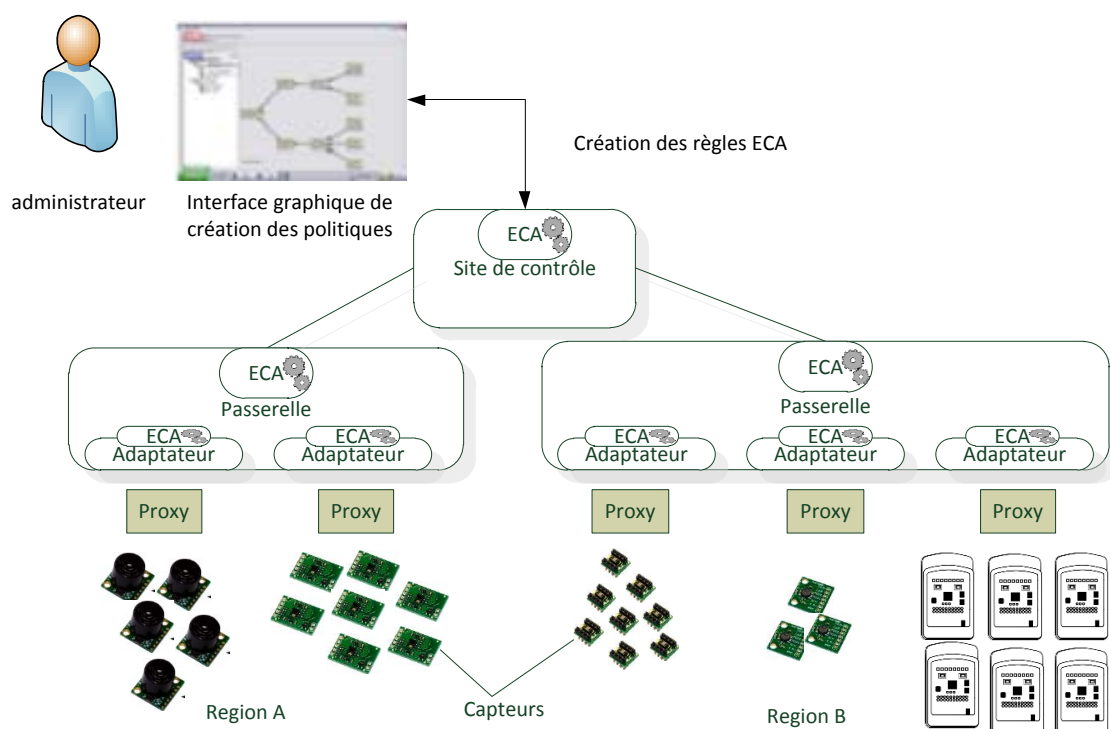 administrateur
Interface graphique de
création des politiques
Création des règles ECA
ECA
Site de contrôle
ECA
Passerelle
ECA
Adaptateur
ECA
Adaptateur
ECA
Passerelle
ECA
Adaptateur
ECA
Adaptateur
ECA
Adaptateur
Proxy
Proxy
Proxy
Proxy
Proxy
Region A
Capteurs
Region B